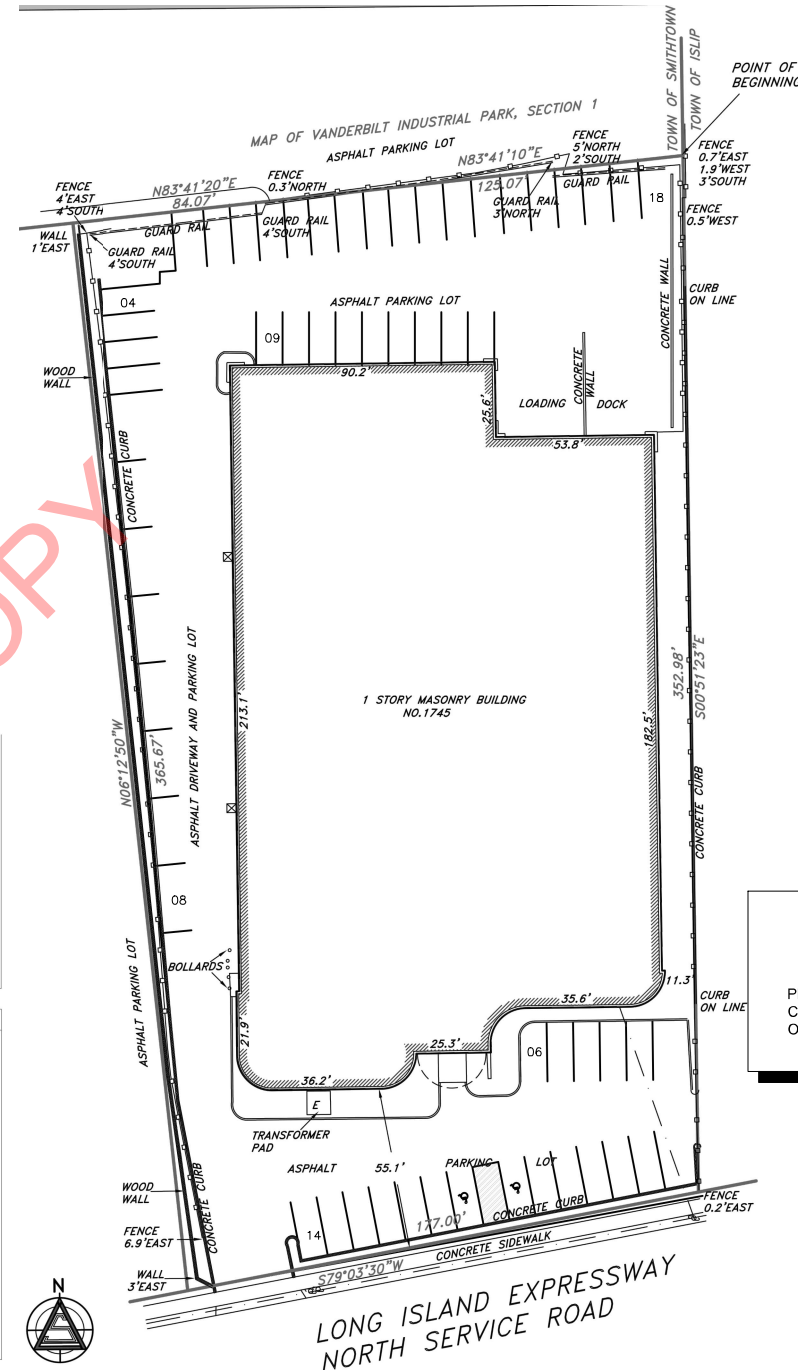 TOWN OF SMITHTOWN
TOWN OF ISLIP
POINT OF
BEGINNING
MAP OF VANDERBILT INDUSTRIAL PARK, SECTION 1
ASPHALT PARKING LOT
N83°41'20"E
84.07'
N83°41'10"E
125.07'
FENCE
4'EAST
4'SOUTH
FENCE
0.3'NORTH
FENCE
5'NORTH
2'SOUTH
FENCE
0.7'EAST
1.9'WEST
3'SOUTH
WALL
1'EAST
GUARD RAIL
GUARD RAIL
4'SOUTH
GUARD RAIL
4'SOUTH
GUARD RAIL
3'NORTH
GUARD RAIL
18
FENCE
0.5'WEST
04
09
ASPHALT PARKING LOT
CONCRETE WALL
CURB
ON LINE
WOOD
WALL
90.2'
25.6'
LOADING DOCK
CONCRETE
WALL
53.8'
CONCRETE CURB
COPY
1 STORY MASONRY BUILDING
NO.1745
213.1'
182.5'
352.98'
S00°51'23"E
N06°12'50"W
365.67'
ASPHALT DRIVEWAY AND PARKING LOT
CONCRETE CURB
08
ASPHALT PARKING LOT
BOLLARDS
21.9'
11.3'
CURB
ON LINE
35.6'
25.3'
06
36.2'
E
TRANSFORMER
PAD
P
C
O
ASPHALT PARKING LOT
55.1'
WOOD
WALL
CONCRETE CURB
14
177.00'
CONCRETE CURB
FENCE
0.2'EAST
FENCE
6.9'EAST
WALL
3'EAST
CONCRETE SIDEWALK
S79°03'30"W
N
LONG ISLAND EXPRESSWAY
NORTH SERVICE ROAD